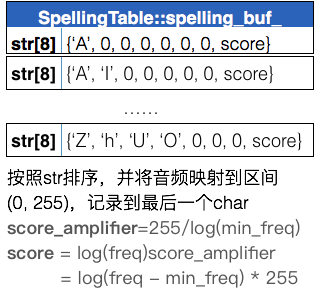 SpellingTable::spelling_buf_
str[8] {‘A’, 0, 0, 0, 0, 0, 0, score}
str[8] {‘A’, ‘I’, 0, 0, 0, 0, 0, score}
……
str[8] {‘Z’, ‘h’, ‘U’, ‘O’, 0, 0, 0, score}
按照str排序，并将音频映射到区间
(0, 255)，记录到最后一个char
score_amplifier=255/log(min_freq)
score = log(freq)score_amplifier
= log(freq − min_freq) * 255